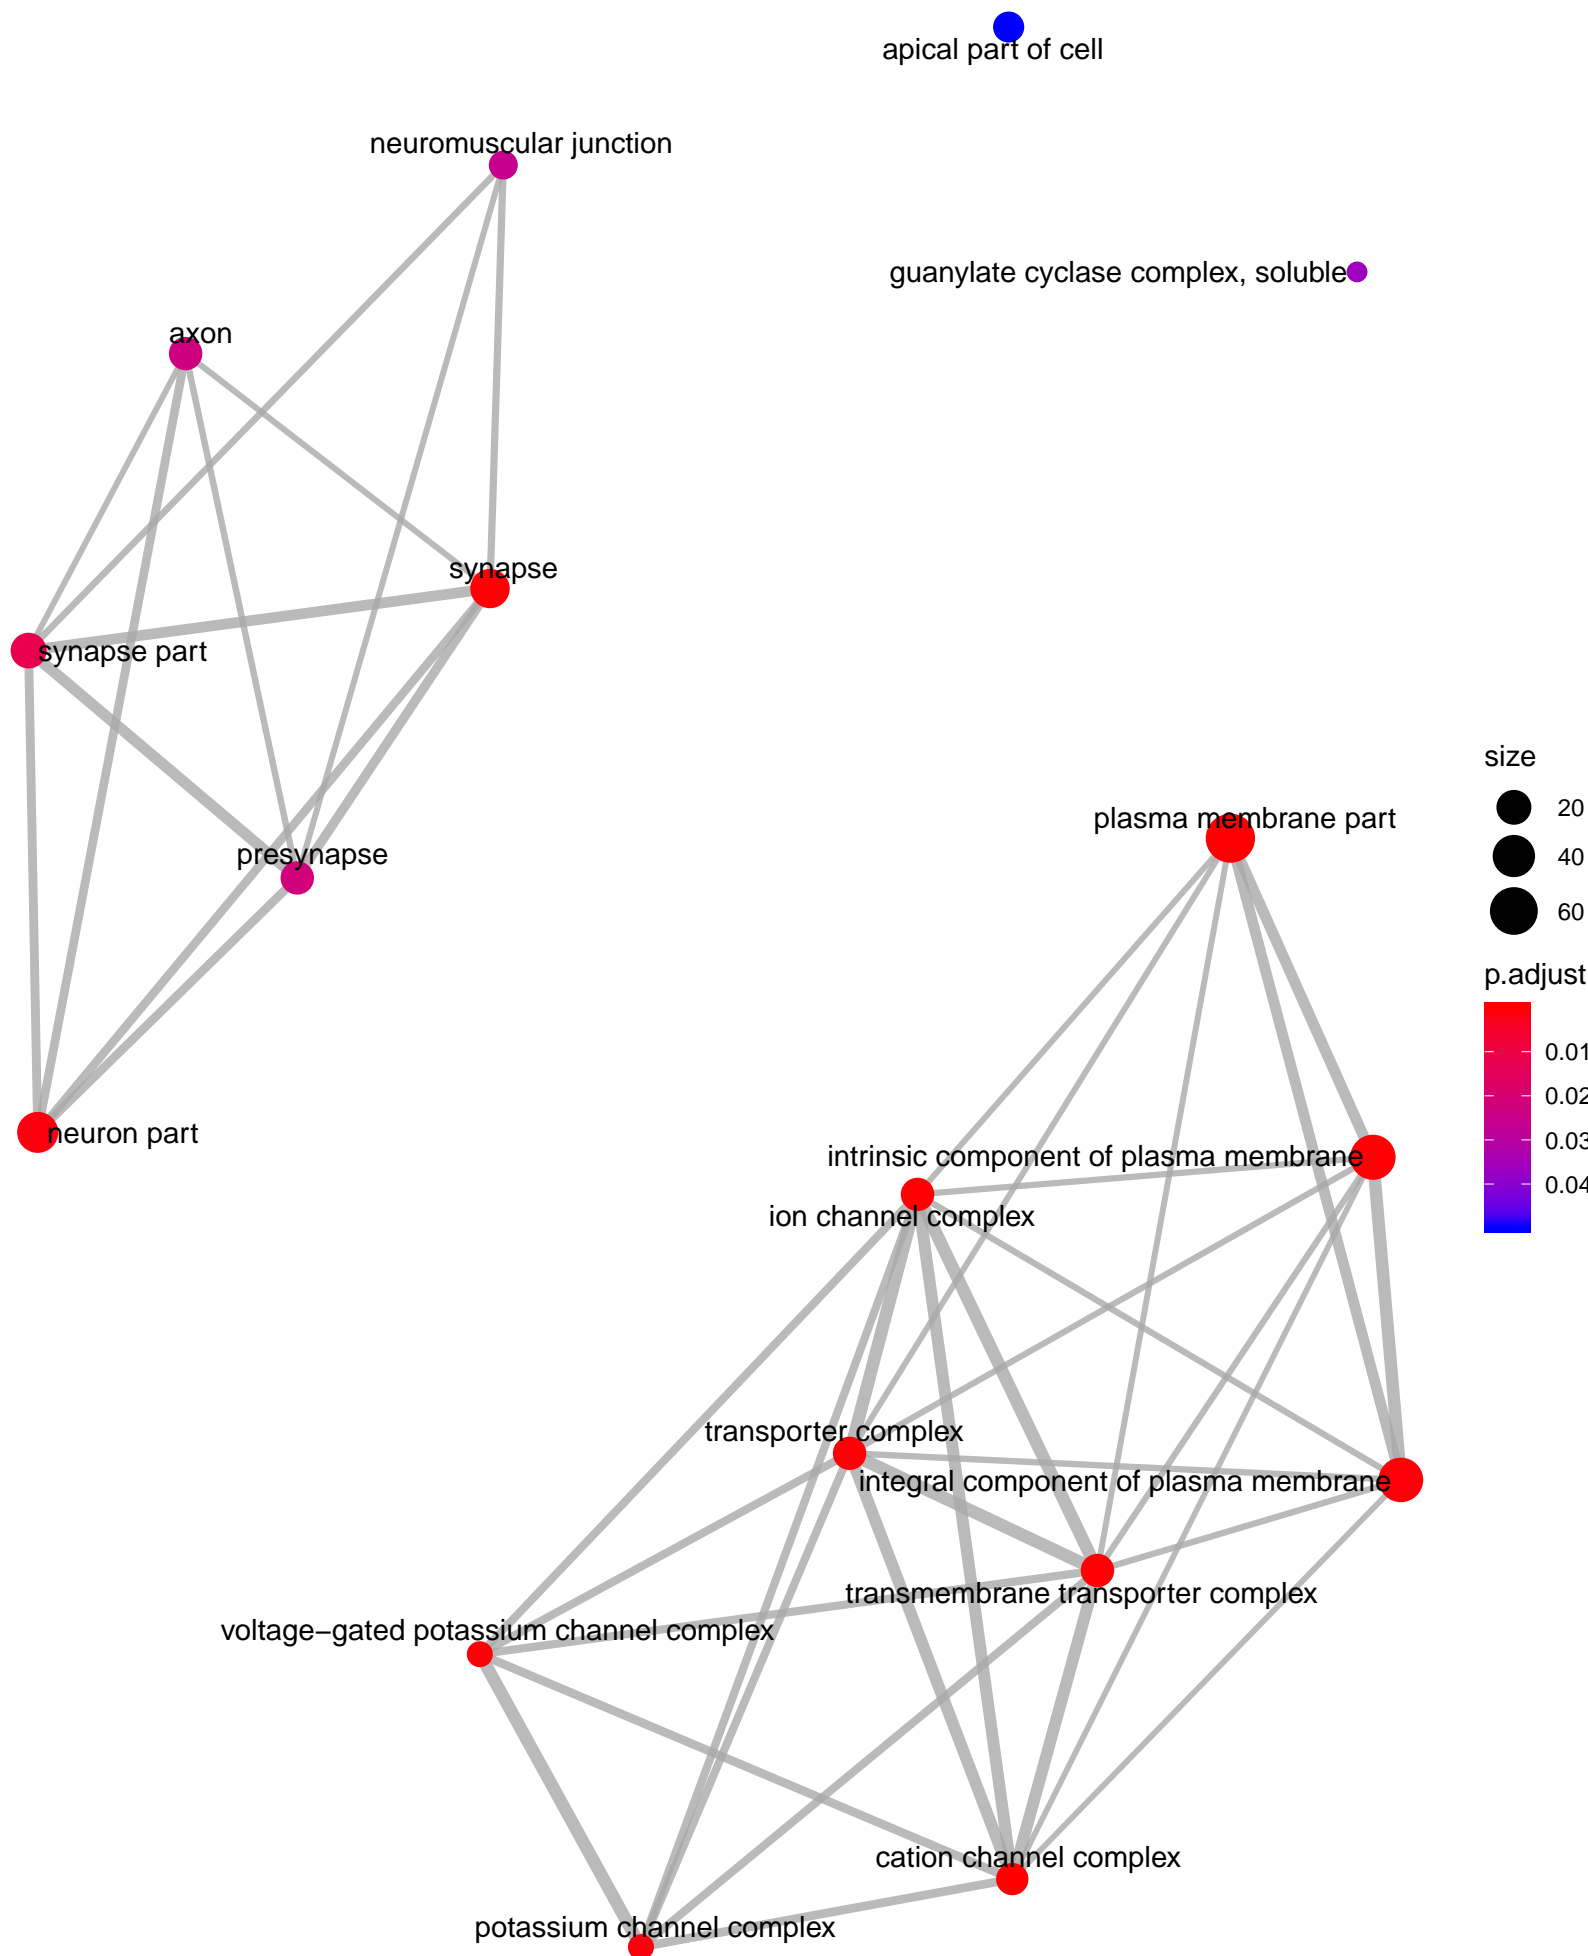 apical part of cell
neuromuscular junction
guanylate cyclase complex, soluble
axon
synapse
synapse part
size
20
40
60
plasma membrane part
presynapse
p.adjust
0.01
0.02
0.03
0.04
neuron part
intrinsic component of plasma membrane
ion channel complex
transporter complex
integral component of plasma membrane
transmembrane transporter complex
voltage−gated potassium channel complex
cation channel complex
potassium channel complex